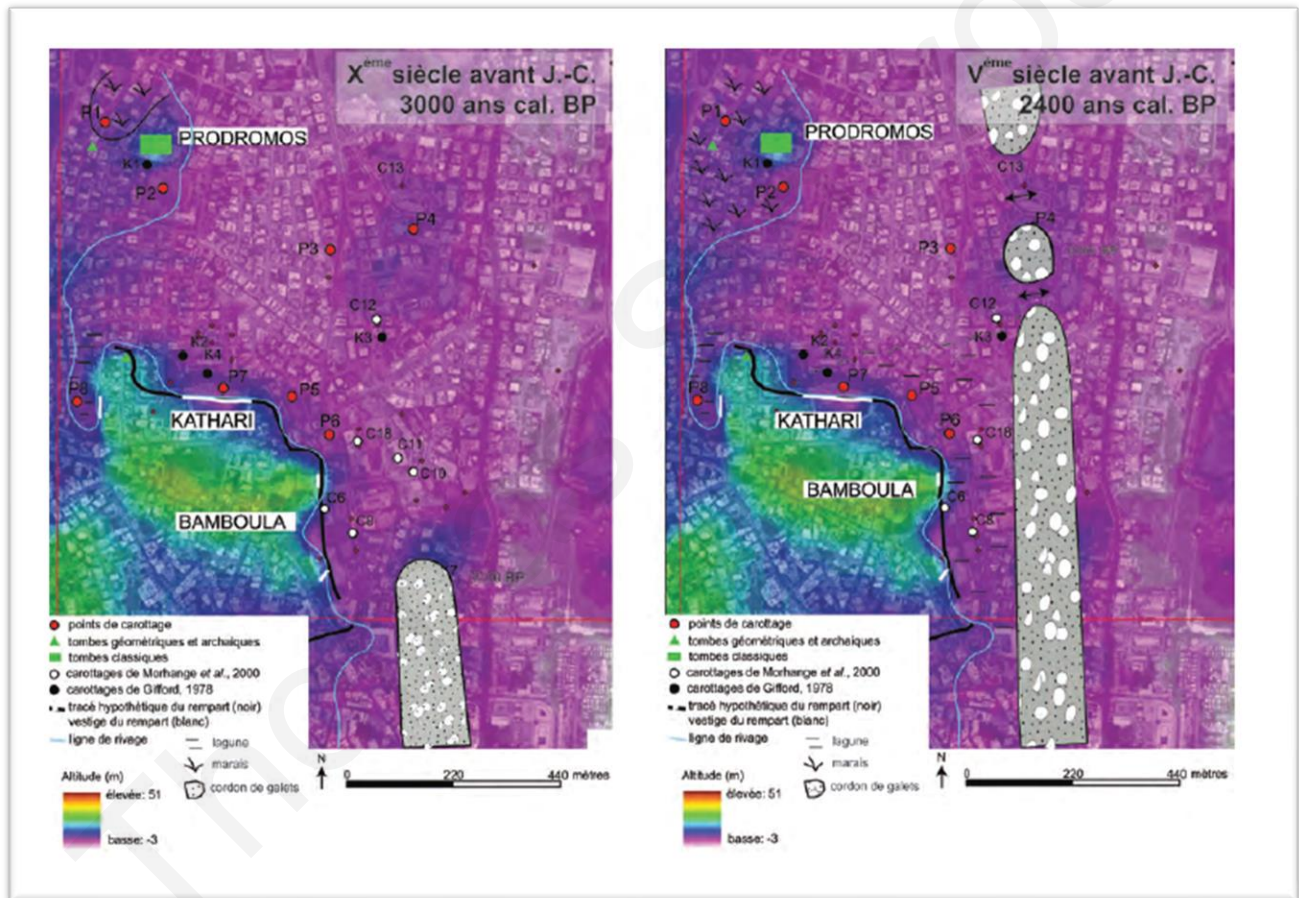 Xème siècle avant J.-C.
3000 ans cal. BP
P1
PRODROMOS
K1
P2
C13
P4
P3
C12
K3
K2
K4
P7
P8
P5
KATHARI
P6
C18
C11
C10
BAMBOULA
C6
C8
points de carottage
tombes géométriques et archaiques
tombes classiques
carottages de Morhange et al., 2000
carottages de Gifford, 1978
tracé hypothétique du rempart (noir)
vestige du rempart (blanc)
ligne de rivage
lagune
marais
cordon de galets
Altitude (m)
élevée: 51
basse: -3
N
0 220 440 mètres
Vème siècle avant J.-C.
2400 ans cal. BP
P1
PRODROMOS
K1
P2
C13
P4
P3
C12
K3
K2
K4
P7
P8
P5
KATHARI
P6
C18
BAMBOULA
C6
C8
points de carottage
tombes géométriques et archaiques
tombes classiques
carottages de Morhange et al., 2000
carottages de Gifford, 1978
tracé hypothétique du rempart (noir)
vestige du rempart (blanc)
ligne de rivage
lagune
marais
cordon de galets
Altitude (m)
élevée: 51
basse: -3
N
0 220 440 mètres